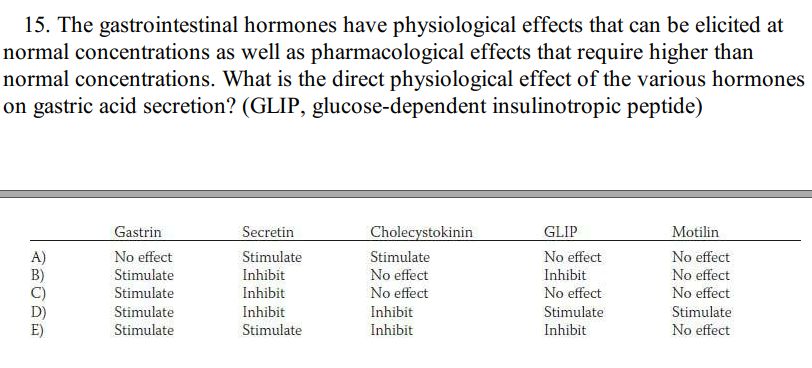 15. The gastrointestinal hormones have physiological effects that can be elicited at
normal concentrations as well as pharmacological effects that require higher than
normal concentrations. What is the direct physiological effect of the various hormones
on gastric acid secretion? (GLIP, glucose-dependent insulinotropic peptide)
Gastrin Secretin Cholecystokinin GLIP Motilin
A) No effect Stimulate Stimulate No effect No effect
B) Stimulate Inhibit No effect Inhibit No effect
C) Stimulate Inhibit No effect No effect No effect
D) Stimulate Inhibit Inhibit Stimulate Stimulate
E) Stimulate Stimulate Inhibit Inhibit No effect